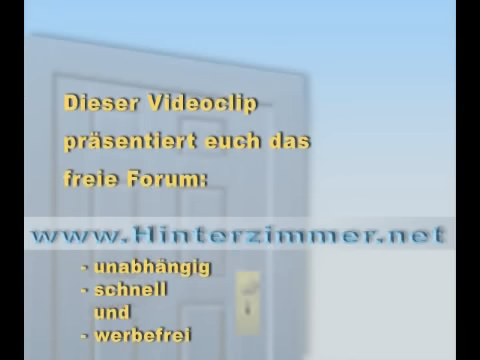 Dieser Videoclip
präsentiert euch das
freie Forum:
www.Hinterzimmer.net
- unabhängig
- schnell
und
- werbefrei